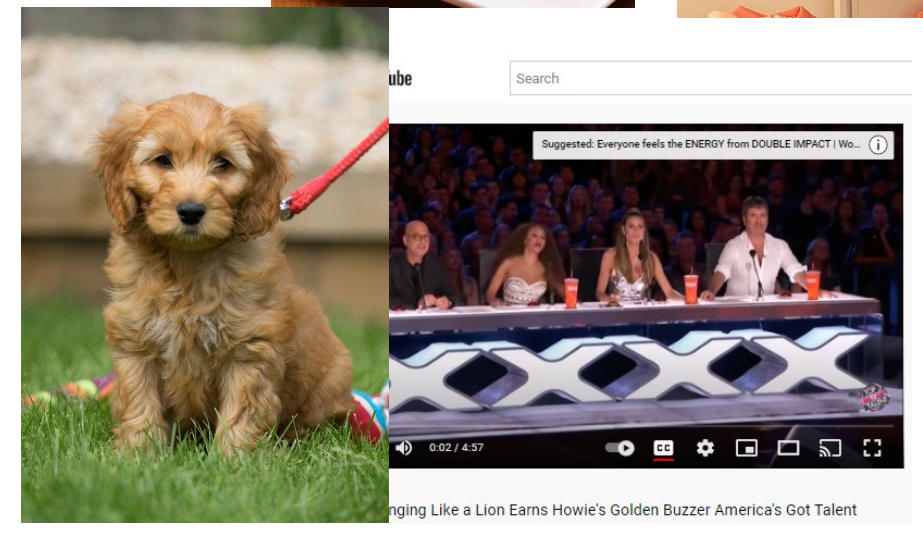 ube
Search
Suggested: Everyone feels the ENERGY from DOUBLE IMPACT | Wo...
0:02 / 4:57
CC
nging Like a Lion Earns Howie's Golden Buzzer America's Got Talent